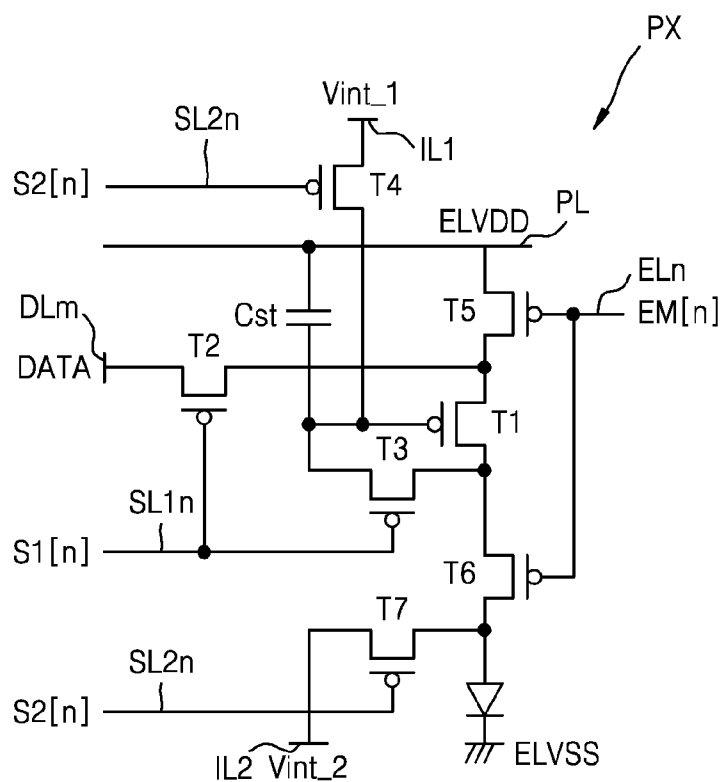 PX
Vint_1
SL2n
IL1
S2[n]
T4
ELVDD
PL
ELn
DLm
Cst
T5
EM[n]
T2
DATA
T1
T3
SL1n
S1[n]
T6
T7
SL2n
S2[n]
IL2 Vint_2
ELVSS